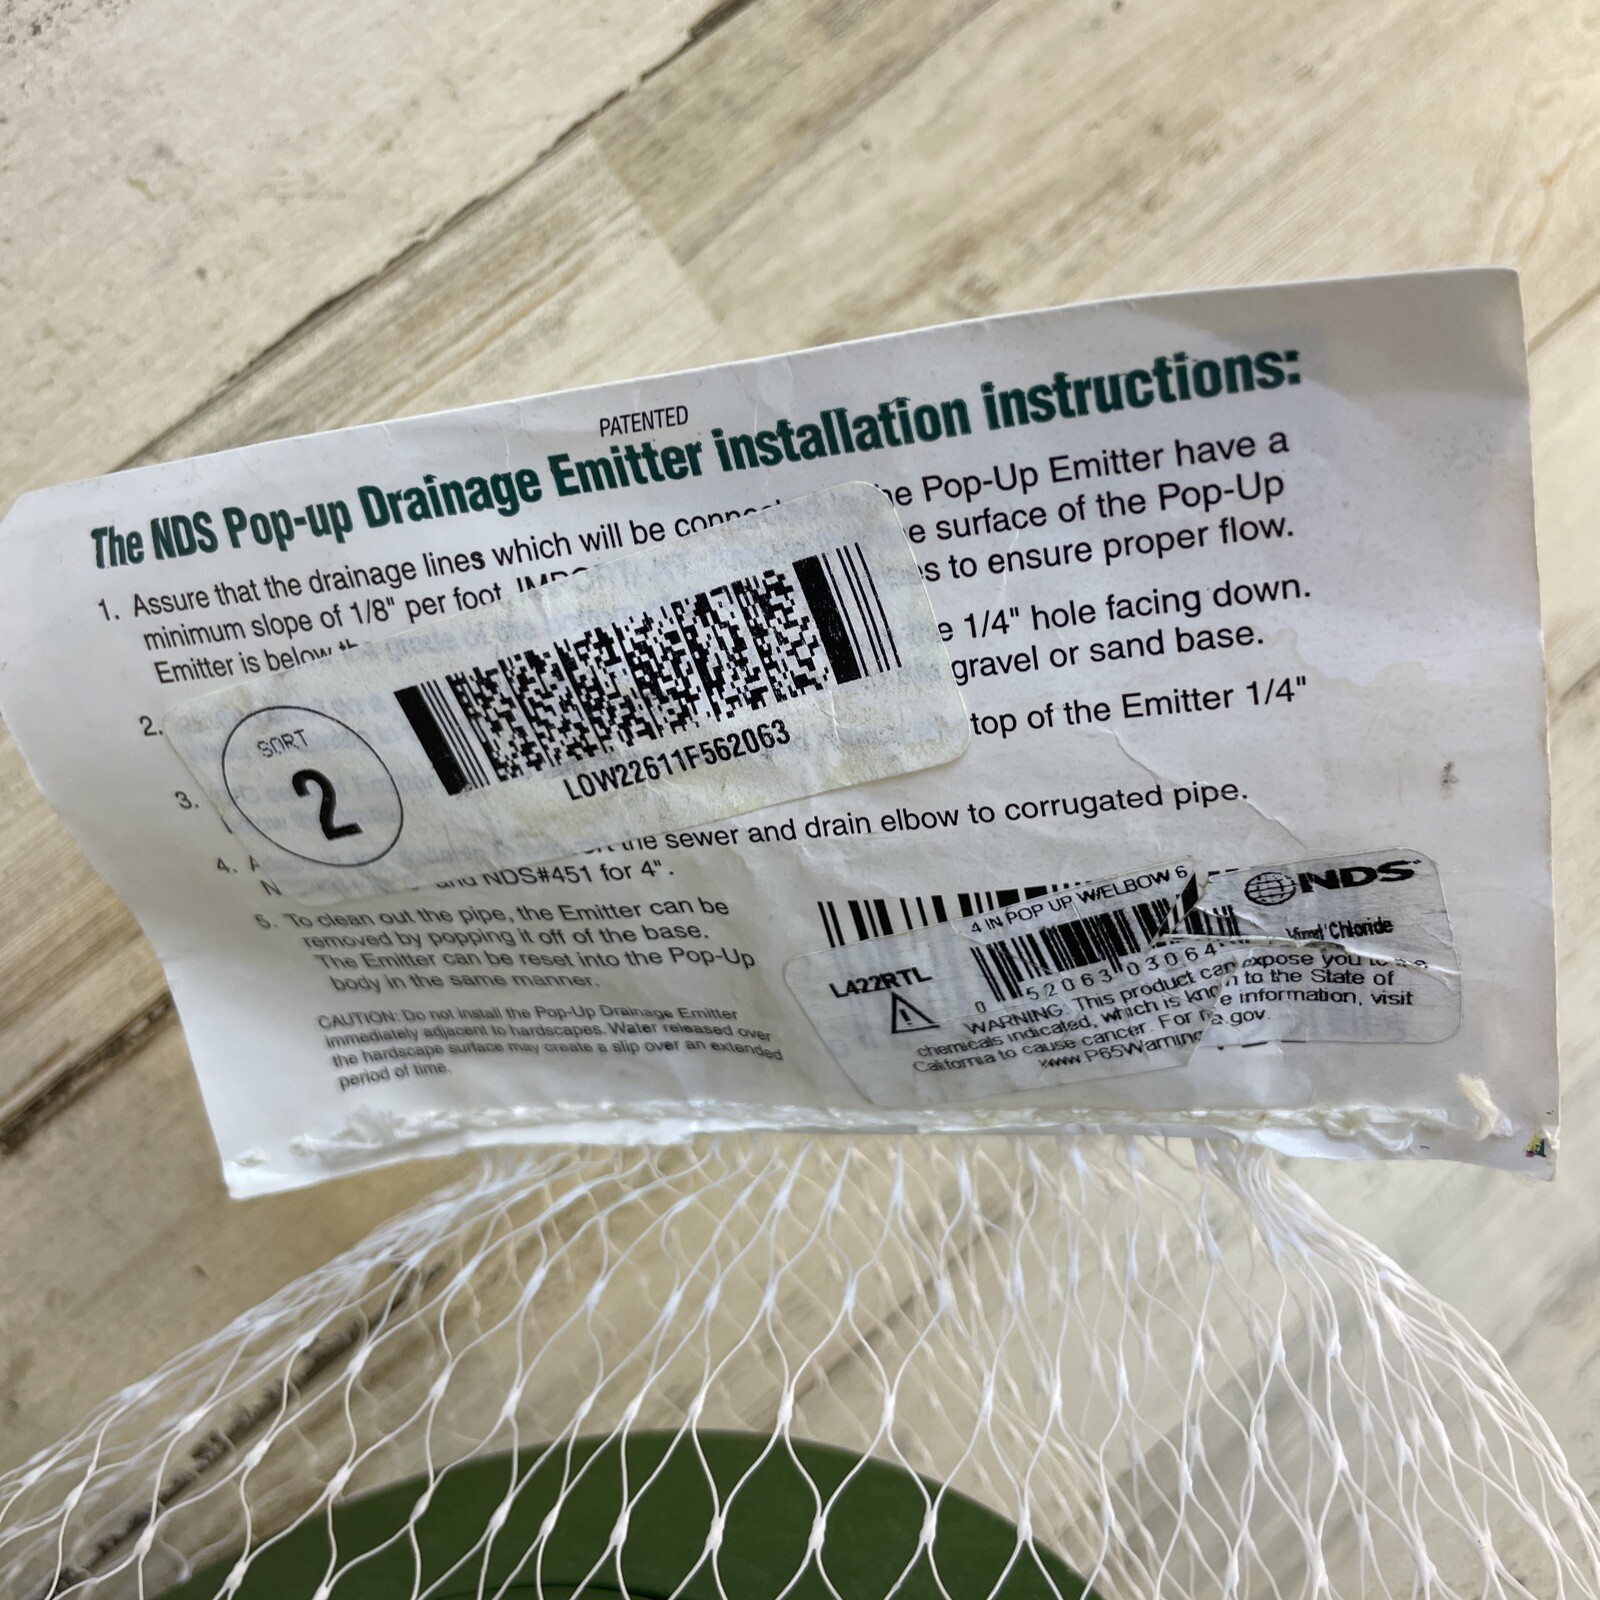 PATENTED
The NDS Pop-up Drainage Emitter installation instructions:
1. Assure that the drainage lines which will be Pop-Up Emitter have a
minimum slope of 1/8" per foot. surface of the Pop-Up
Emitter is below to ensure proper flow.
2. 1/4" hole facing down.
gravel or sand base.
3. top of the Emitter 1/4"
4. the sewer and drain elbow to corrugated pipe.
and NDS#451 for 4".
5. To clean out the pipe, the Emitter can be
removed by popping it off of the base.
The Emitter can be reset into the Pop-Up
body in the same manner.
CAUTION: Do not install the Pop-Up Drainage Emitter
immediately adjacent to hardscapes. Water released over
the hardscape surface may create a slip over an extended
period of time.
SORT
2
LOW22611F562063
4 IN POP UP W/ELBOW 6
NDS
L422RTL
0 52063 03064
Vinyl Chloride
WARNING: This product can expose you to
chemicals indicated, which is known to the State of
California to cause cancer. For information, visit
www.P65Warnings.ca.gov.